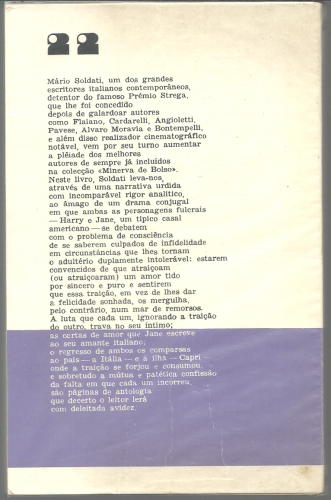 22
Mário Soldati, um dos grandes
escritores italianos contemporâneos,
detentor do famoso Prémio Strega,
que lhe foi concedido
depois de galardoar autores
como Flaiano, Cardarelli, Angioletti,
Pavese, Alvaro Moravia e Bontempelli,
e além disso realizador cinematográfico
notável, vem por seu turno aumentar
a plêiade dos melhores
autores de sempre já incluídos
na colecção «Minerva de Bolso».
Neste livro, Soldati leva-nos,
através de uma narrativa urdida
com incomparável rigor analítico,
ao âmago de um drama conjugal
em que ambas as personagens fulcrais
— Harry e Jane, um típico casal
americano — se debatem
com o problema da consciência
de se saberem culpados de infidelidade
em circunstâncias que lhes tornam
o adultério duplamente intolerável: estarem
convencidos de que atraiçoam
(ou atraiçoaram) um amor tido
por sincero e puro e sentirem
que essa traição, em vez de lhes dar
a felicidade sonhada, os mergulha,
pelo contrário, num mar de remorsos.
A luta que cada um, ignorando a traição
do outro, trava no seu íntimo;
as cartas de amor que Jane escreve
ao seu amante italiano;
o regresso de ambos os comparsas
ao país — a Itália — e à ilha — Capri —
onde a traição se forjou e consumou,
e sobretudo a mútua e patética confissão
da falta em que cada um incorreu,
são páginas de antologia
que decerto o leitor lerá
com deleitada avidez.